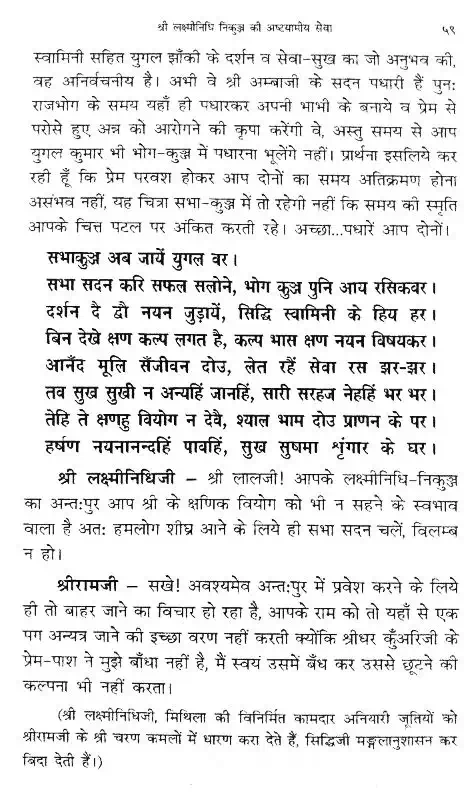 श्री लक्ष्मीनिधि निकुञ्ज की अष्टयामीय सेवा ५९
स्वामिनी सहित युगल झाँकी के दर्शन व सेवा-सुख का जो अनुभव की,
वह अनिर्वचनीय है। अभी वे श्री अम्बाजी के सदन पधारी हैं पुनः
राजभोग के समय यहाँ ही पधारकर अपनी भाभी के बनाये व प्रेम से
परोसे हुए अन्न को आरोगने की कृपा करेंगी वे, अस्तु समय से आप
युगल कुमार भी भोग-कुञ्ज में पधारना भूलेंगे नहीं। प्रार्थना इसलिये कर
रही हूँ कि प्रेम परवश होकर आप दोनों का समय अतिक्रमण होना
असंभव नहीं, यह चित्रा सभा-कुञ्ज में तो रहेगी नहीं कि समय की स्मृति
आपके चित्त पटल पर अंकित करती रहे। अच्छा...पधारें आप दोनों।
सभाकुञ्ज अब जायें युगल वर।
सभा सदन करि सफल सलोने, भोग कुञ्ज पुनि आय रसिकवर।
दर्शन दै द्वौ नयन जुड़ायें, सिद्धि स्वामिनी के हिय हर।
बिन देखे क्षण कल्प लगत है, कल्प भास क्षण नयन विषयकर।
आनँद मूलि सँजीवन दोउ, लेत रहैं सेवा रस झर-झर।
तव सुख सुखी न अन्यहिं जानहिं, सारी सरहज नेहहिं भर भर।
तेहि ते क्षणहु वियोग न देवै, श्याल भाम दोउ प्राणन के पर।
हर्षण नयनानन्दहिं पावहिं, सुख सुषमा शृंगार के घर।
श्री लक्ष्मीनिधिजी – श्री लालजी! आपके लक्ष्मीनिधि-निकुञ्ज
का अन्तःपुर आप श्री के क्षणिक वियोग को भी न सहने के स्वभाव
वाला है अतः हमलोग शीघ्र आने के लिये ही सभा सदन चलें, विलम्ब
न हो।
श्रीरामजी – सखे! अवश्यमेव अन्तःपुर में प्रवेश करने के लिये
ही तो बाहर जाने का विचार हो रहा है, आपके राम को तो यहाँ से एक
पग अन्यत्र जाने की इच्छा वरण नहीं करती क्योंकि श्रीधर कुँअरिजी के
प्रेम-पाश ने मुझे बाँधा नहीं है, मैं स्वयं उसमें बँध कर उससे छूटने की
कल्पना भी नहीं करता।
(श्री लक्ष्मीनिधिजी, मिथिला की विनिर्मित कामदार अनियारी जूतियों को
श्रीरामजी के श्री चरण कमलों में धारण करा देते हैं, सिद्धिजी मङ्गलानुशासन कर
बिदा देती हैं।)